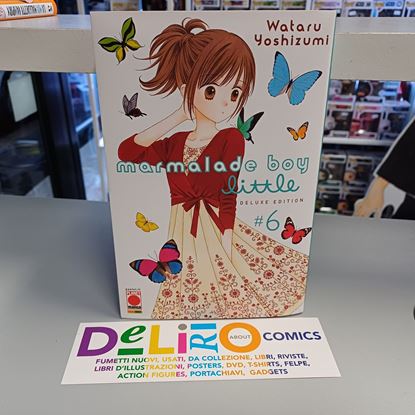 Wataru
Yoshizumi
marmalade boy
little
DELUXE EDITION
#6
DeLiRiO ABOUT COMICS
FUMETTI NUOVI, USATI, DA COLLEZIONE, LIBRI, RIVISTE,
LIBRI D'ILLUSTRAZIONI, POSTERS, DVD, T-SHIRTS, FELPE,
ACTION FIGURES, PORTACHIAVI, GADGETS